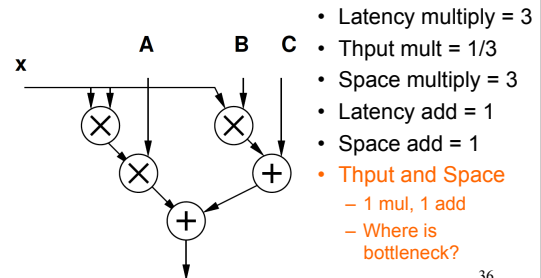 A B C
x
× ×
× +
+
• Latency multiply = 3
• Thput mult = 1/3
• Space multiply = 3
• Latency add = 1
• Space add = 1
• Thput and Space
– 1 mul, 1 add
– Where is
bottleneck?
36